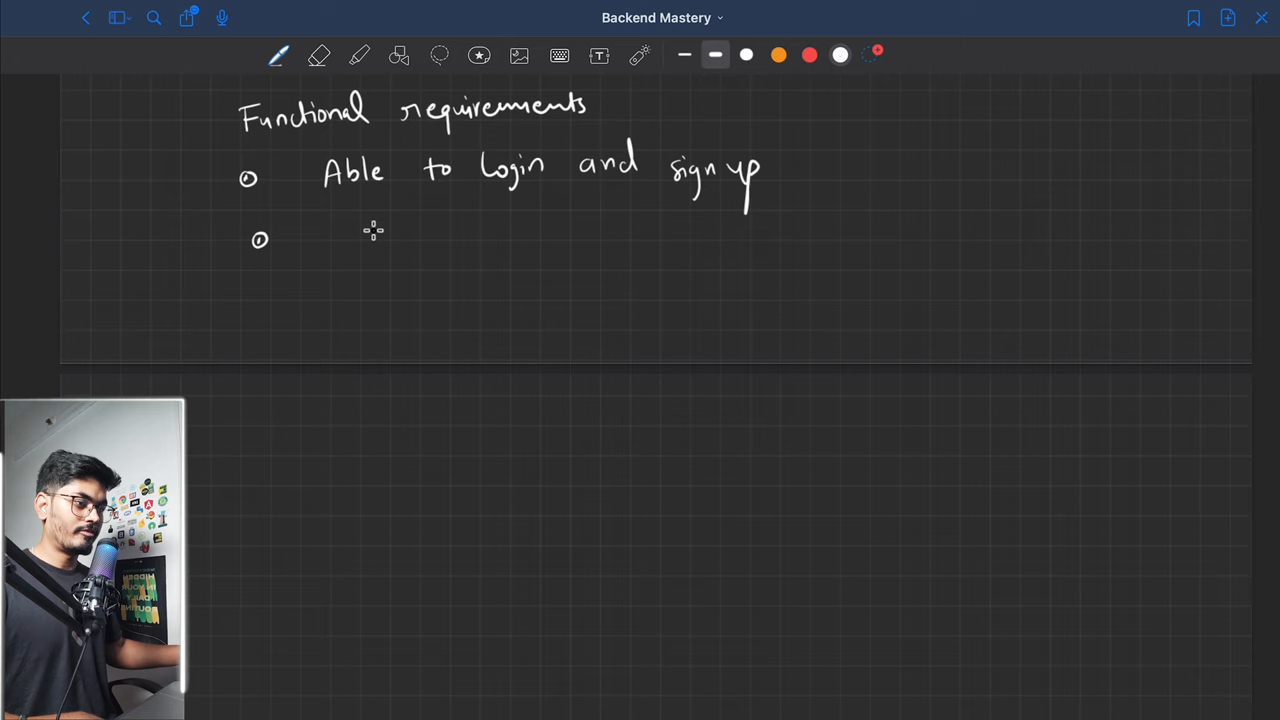 Backend Mastery
T
Functional requirements
Able to Login and sign up